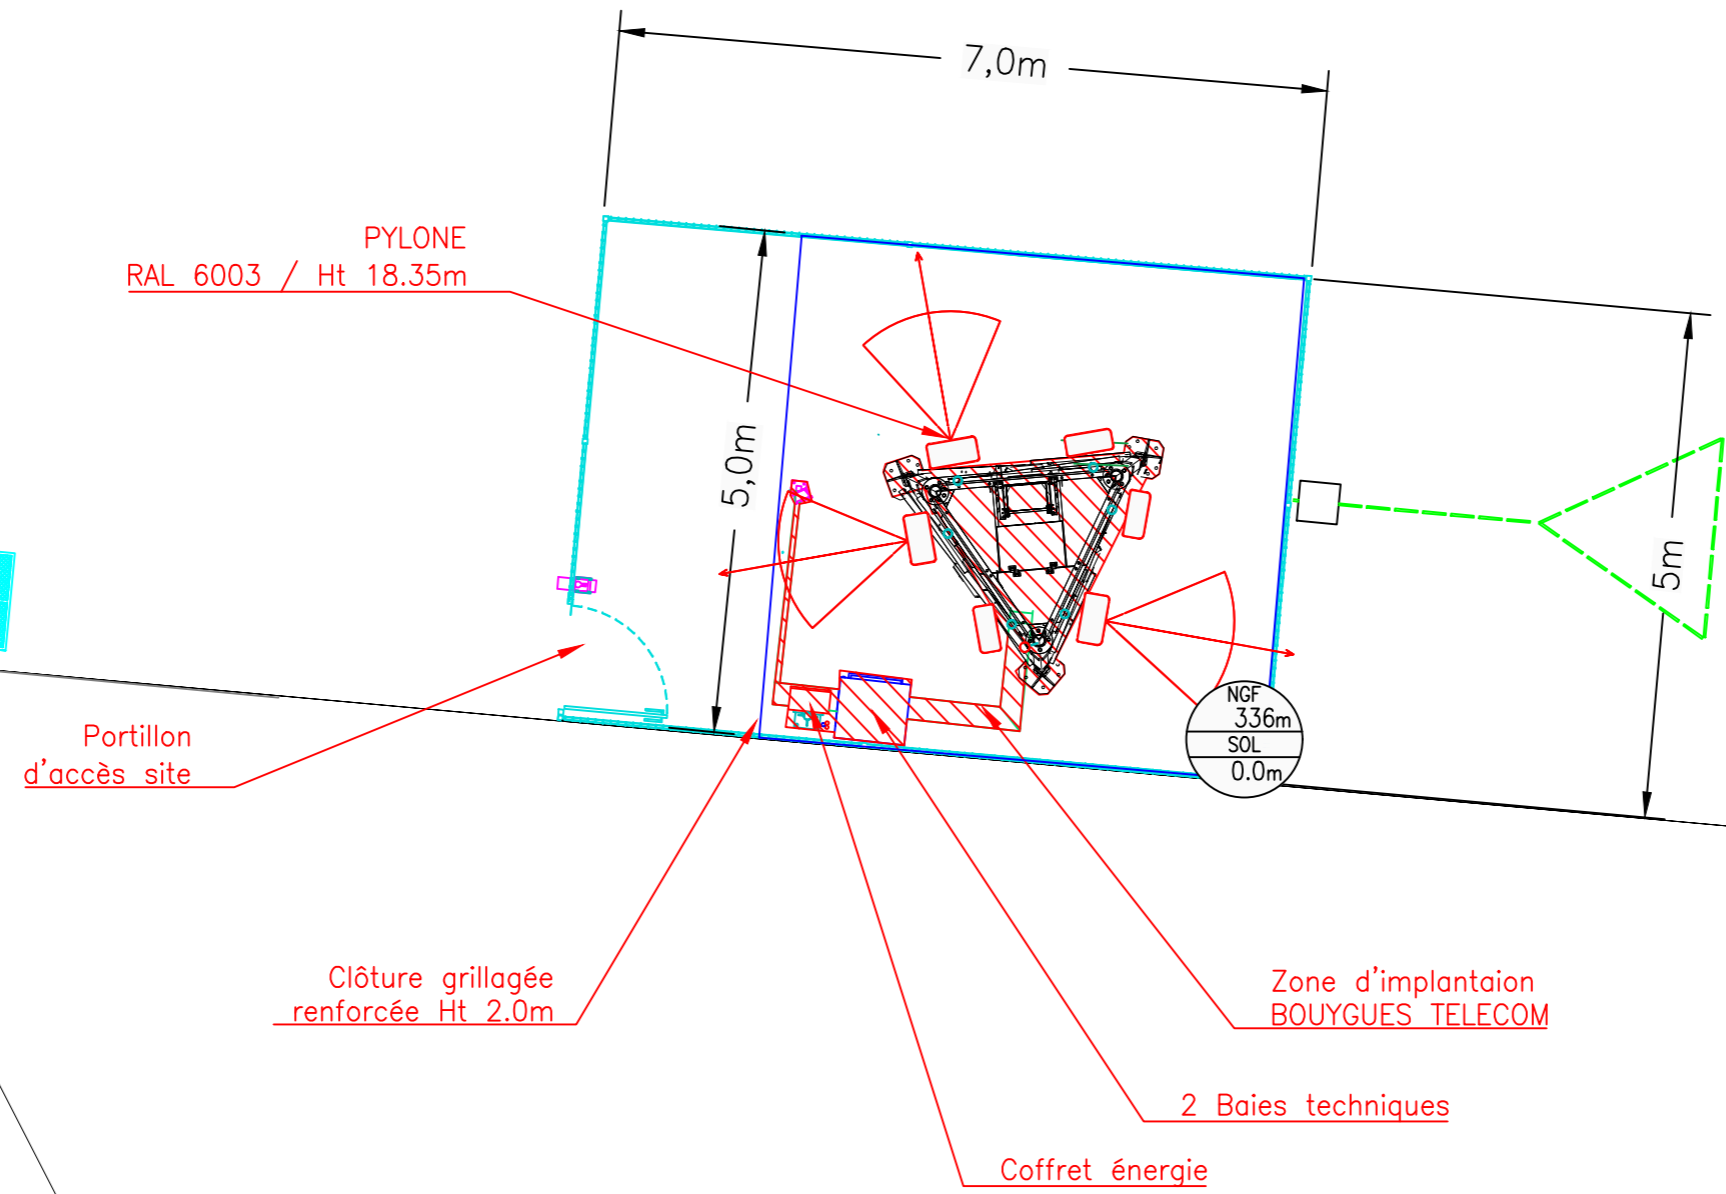 7,0m
PYLONE
RAL 6003 / Ht 18.35m
5,0m
5m
NGF
336m
SOL
0.0m
Portillon
d'accès site
Clôture grillagée
renforcée Ht 2.0m
Zone d'implantaion
BOUYGUES TELECOM
2 Baies techniques
Coffret énergie